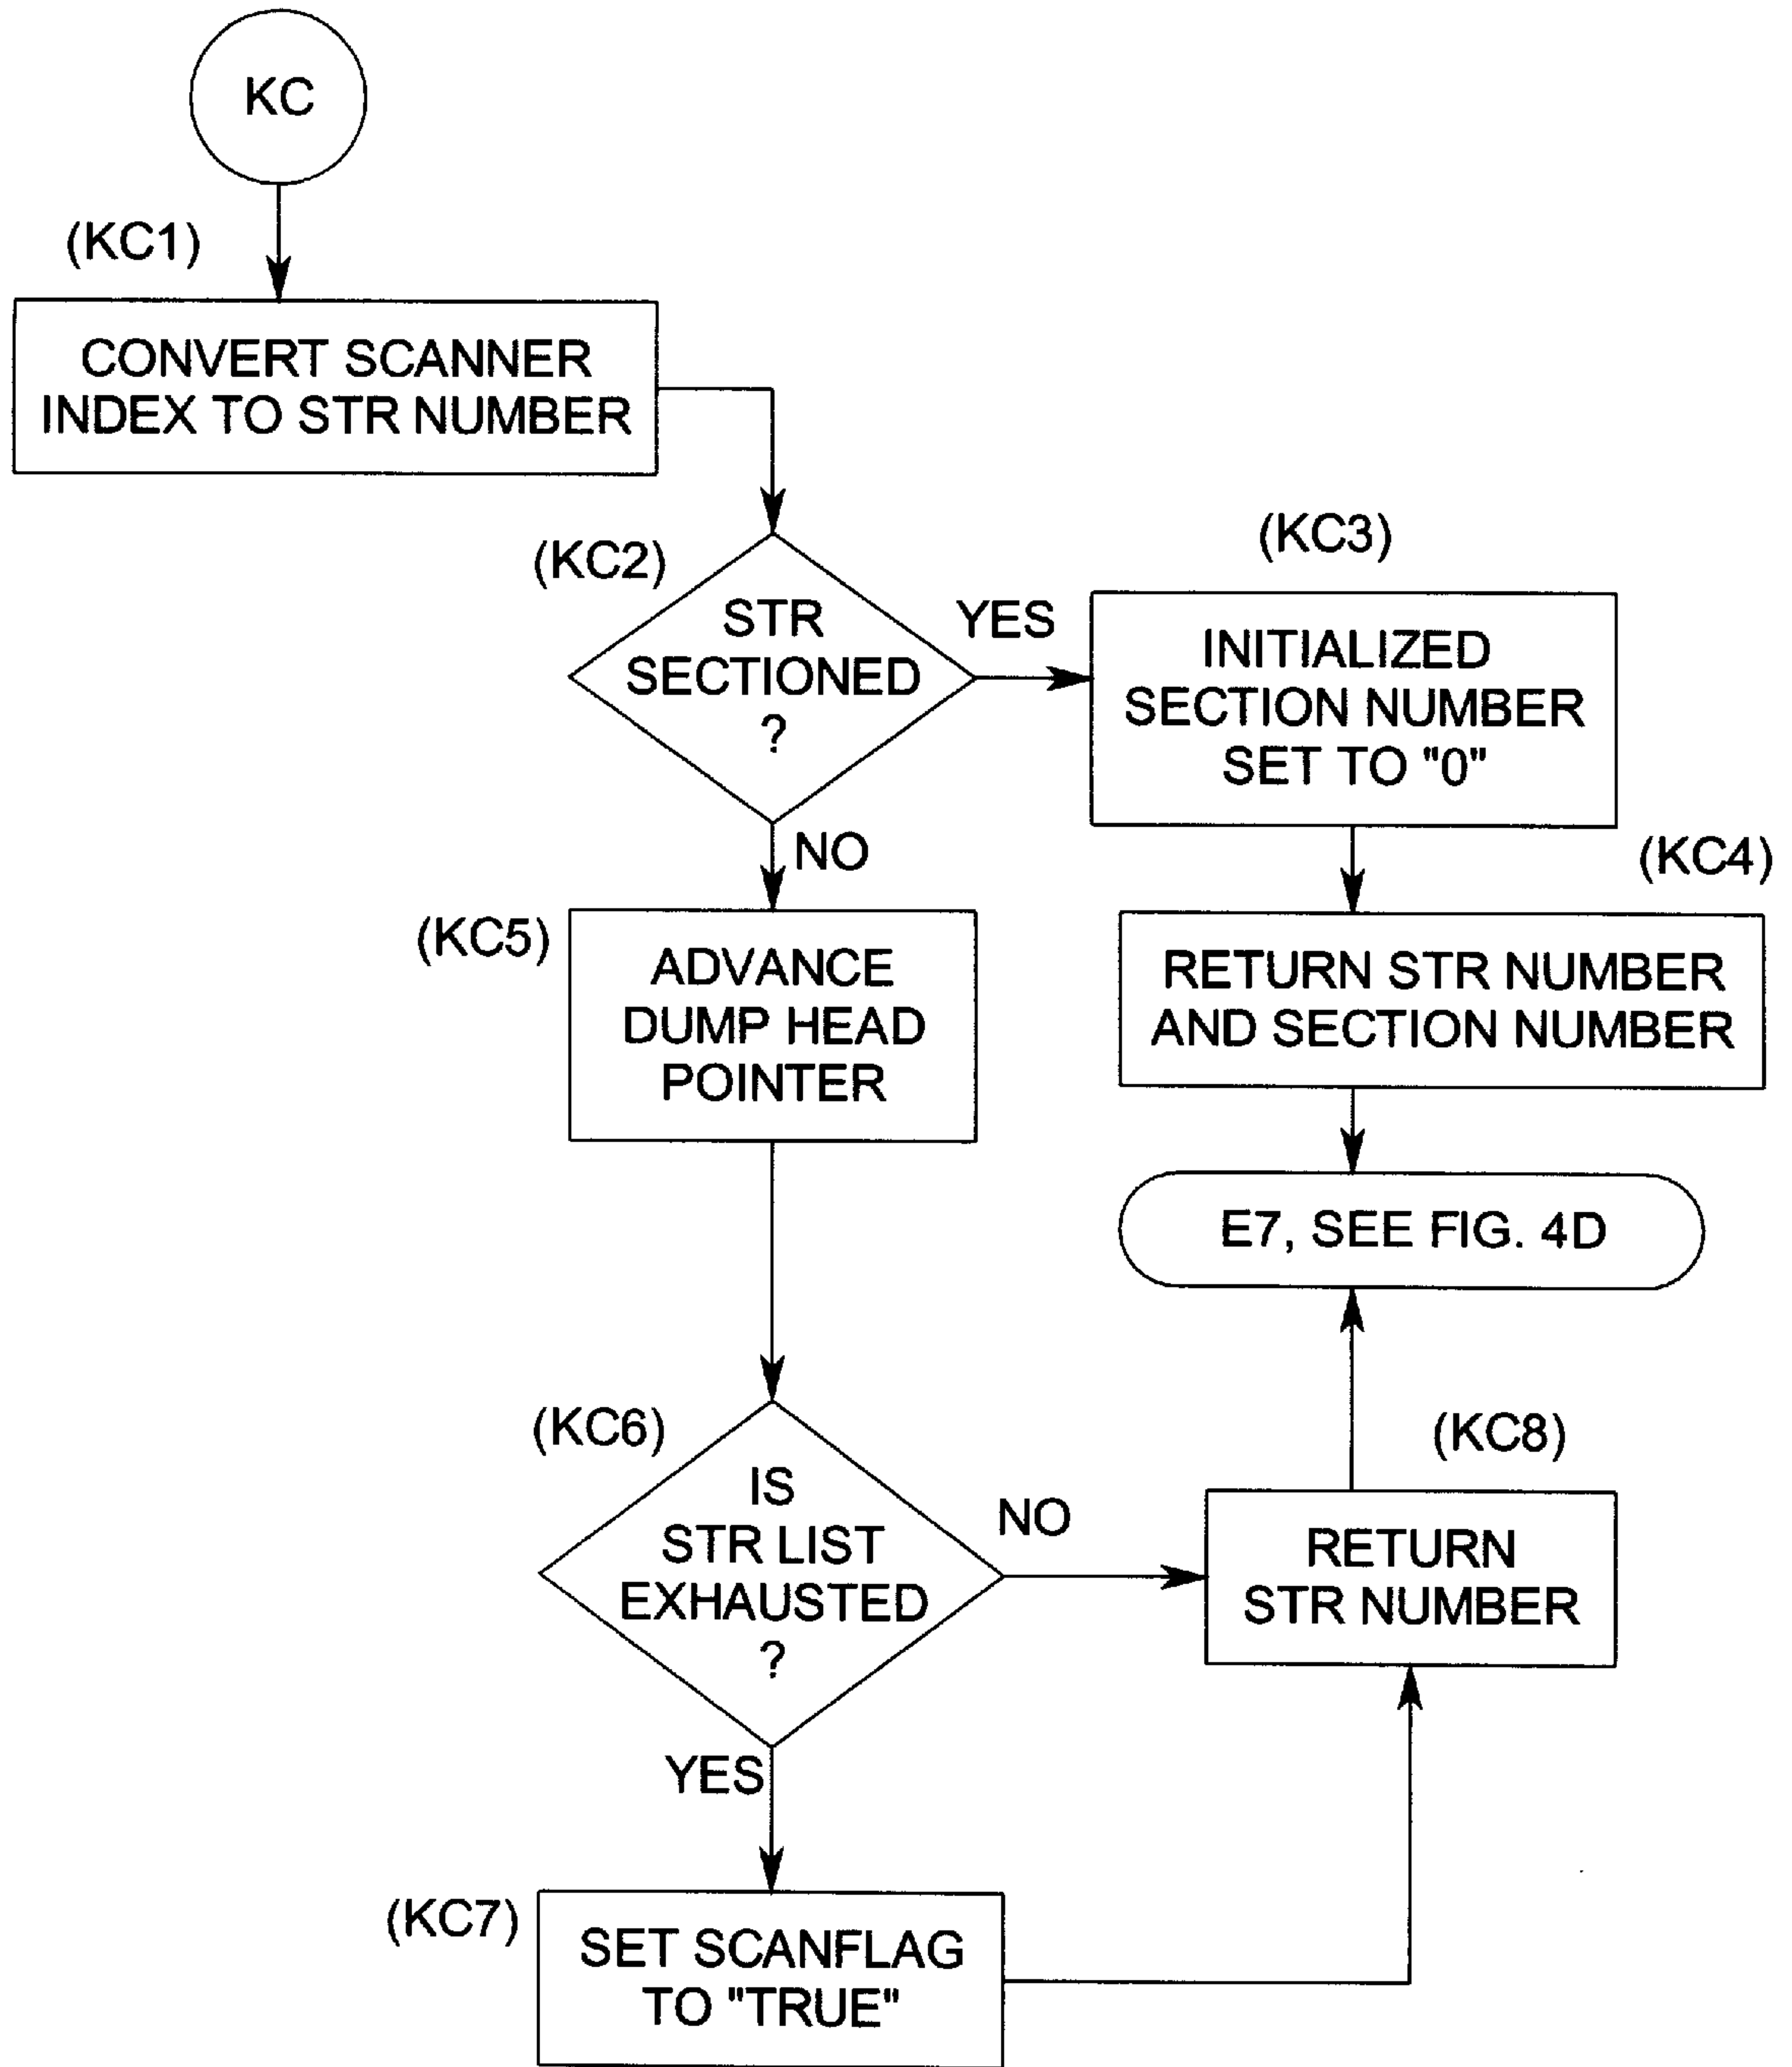 KC
(KC1)
CONVERT SCANNER
INDEX TO STR NUMBER
(KC2)
STR
SECTIONED
?
YES
(KC3)
INITIALIZED
SECTION NUMBER
SET TO "0"
NO
(KC4)
RETURN STR NUMBER
AND SECTION NUMBER
(KC5)
ADVANCE
DUMP HEAD
POINTER
E7, SEE FIG. 4D
(KC6)
IS
STR LIST
EXHAUSTED
?
NO
(KC8)
RETURN
STR NUMBER
YES
(KC7)
SET SCANFLAG
TO "TRUE"